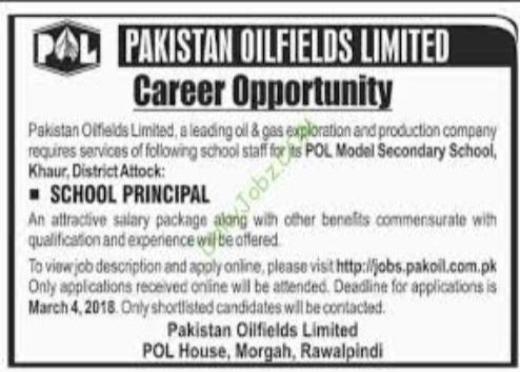 POL PAKISTAN OILFIELDS LIMITED
Career Opportunity
Pakistan Oilfields Limited, a leading oil & gas exploration and production company
requires services of following school staff for its POL Model Secondary School,
Khaur, District Attock:
■ SCHOOL PRINCIPAL
An attractive salary package along with other benefits commensurate with
qualification and experience will be offered.
To view job description and apply online, please visit http://jobs.pakoil.com.pk
Only applications received online will be attended. Deadline for applications is
March 4, 2018. Only shortlisted candidates will be contacted.
Pakistan Oilfields Limited
POL House, Morgah, Rawalpindi